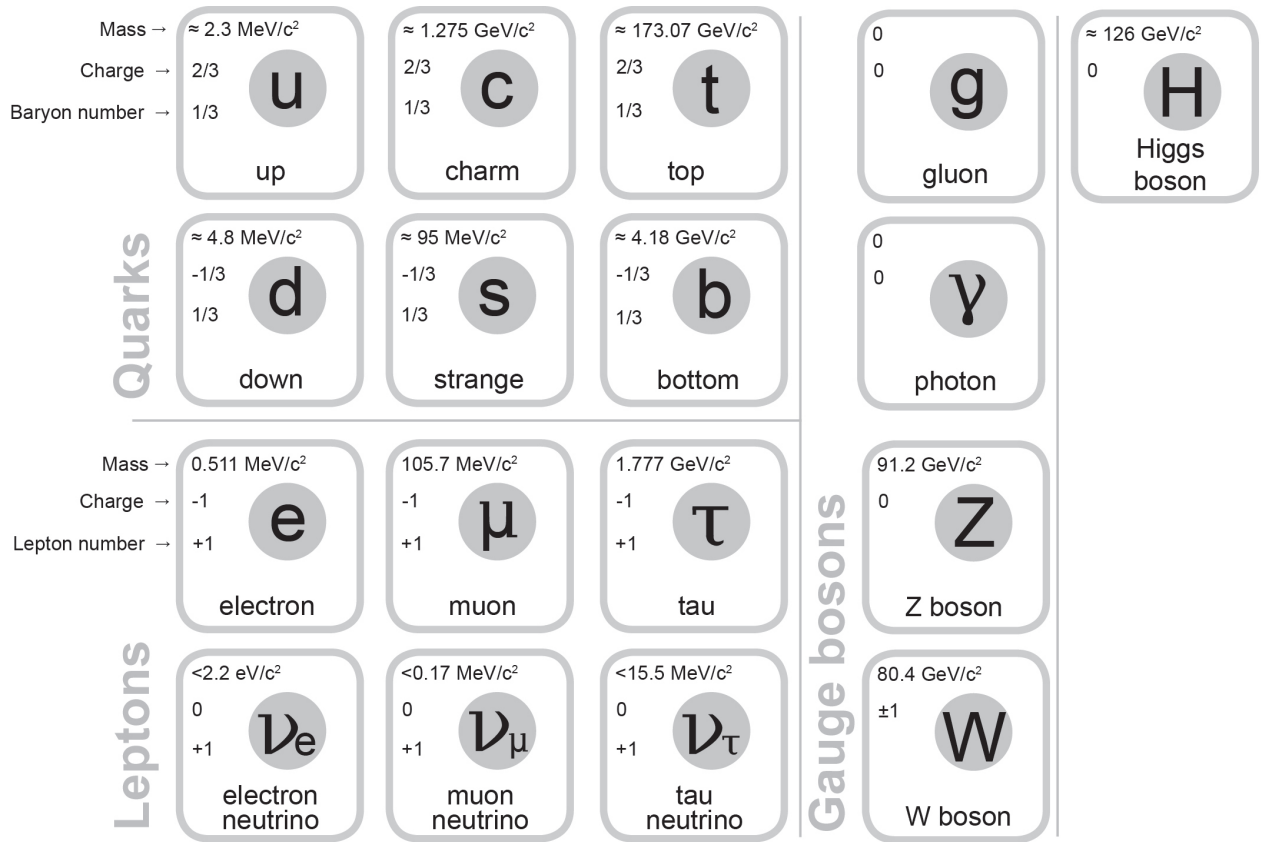 Mass → ≈ 2.3 MeV/c²
Charge → 2/3
Baryon number → 1/3
u
up
≈ 1.275 GeV/c²
2/3
1/3
c
charm
≈ 173.07 GeV/c²
2/3
1/3
t
top
0
0
g
gluon
≈ 126 GeV/c²
0
H
Higgs
boson
Quarks
≈ 4.8 MeV/c²
-1/3
1/3
d
down
≈ 95 MeV/c²
-1/3
1/3
s
strange
≈ 4.18 GeV/c²
-1/3
1/3
b
bottom
0
0
γ
photon
Mass → 0.511 MeV/c²
Charge → -1
Lepton number → +1
e
electron
105.7 MeV/c²
-1
+1
μ
muon
1.777 GeV/c²
-1
+1
τ
tau
91.2 GeV/c²
0
Z
Z boson
Leptons
<2.2 eV/c²
0
+1
νe
electron
neutrino
<0.17 MeV/c²
0
+1
νμ
muon
neutrino
<15.5 MeV/c²
0
+1
ντ
tau
neutrino
Gauge bosons
80.4 GeV/c²
±1
W
W boson